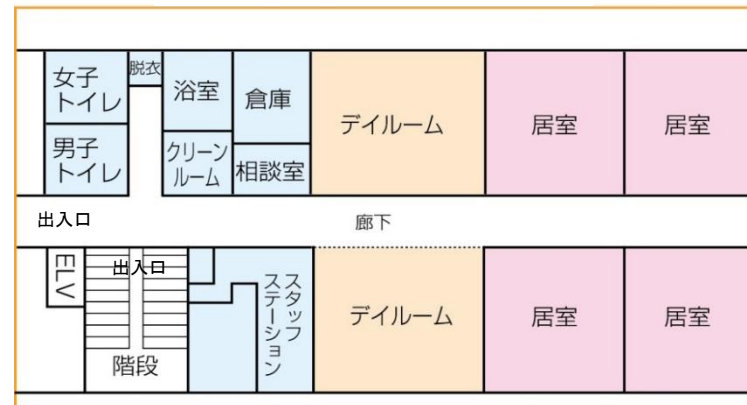 女子
トイレ
脱衣
浴室
倉庫
デイルーム
居室
居室
男子
トイレ
クリーン
ルーム
相談室
出入口
廊下
ELV
出入口
階段
スタッフ
ステーション
デイルーム
居室
居室